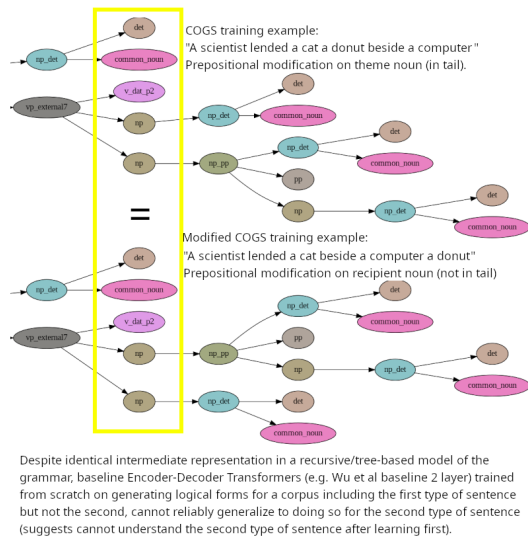 det
COGS training example:
"A scientist lended a cat a donut beside a computer"
np_det
common_noun
Prepositional modification on theme noun (in tail).
v_dat_p2
det
vp_external7
np
np_det
common_noun
det
np_det
np
np_pp
common_noun
pp
det
np
np_det
=
common_noun
Modified COGS training example:
"A scientist lended a cat beside a computer a donut"
det
Prepositional modification on recipient noun (not in tail)
np_det
common_noun
det
np_det
v_dat_p2
common_noun
vp_external7
pp
np
np_pp
det
np
np_det
common_noun
np
np_det
det
common_noun
Despite identical intermediate representation in a recursive/tree-based model of the
grammar, baseline Encoder-Decoder Transformers (e.g. Wu et al baseline 2 layer) trained
from scratch on generating logical forms for a corpus including the first type of sentence
but not the second, cannot reliably generalize to doing so for the second type of sentence
(suggests cannot understand the second type of sentence after learning first).